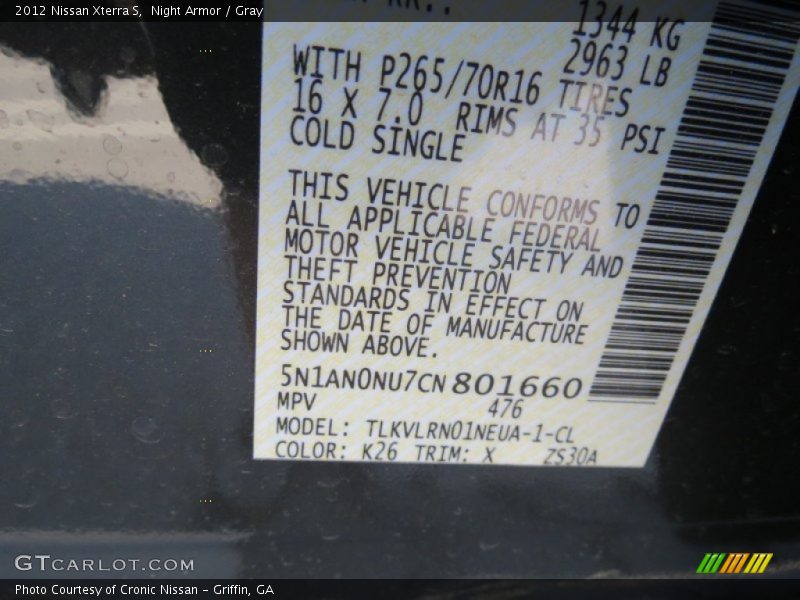 2012 Nissan Xterra S, Night Armor / Gray
1344 KG
2963 LB
WITH P265/70R16 TIRES
16 X 7.0 RIMS AT 35 PSI
COLD SINGLE
THIS VEHICLE CONFORMS TO
ALL APPLICABLE FEDERAL
MOTOR VEHICLE SAFETY AND
THEFT PREVENTION
STANDARDS IN EFFECT ON
THE DATE OF MANUFACTURE
SHOWN ABOVE.
5N1AN0NU7CN801660
MPV 476
MODEL: TLKVLRN01NEUA-1-CL
COLOR: K26 TRIM: X ZS30A
GTCARLOT.COM
Photo Courtesy of Cronic Nissan - Griffin, GA